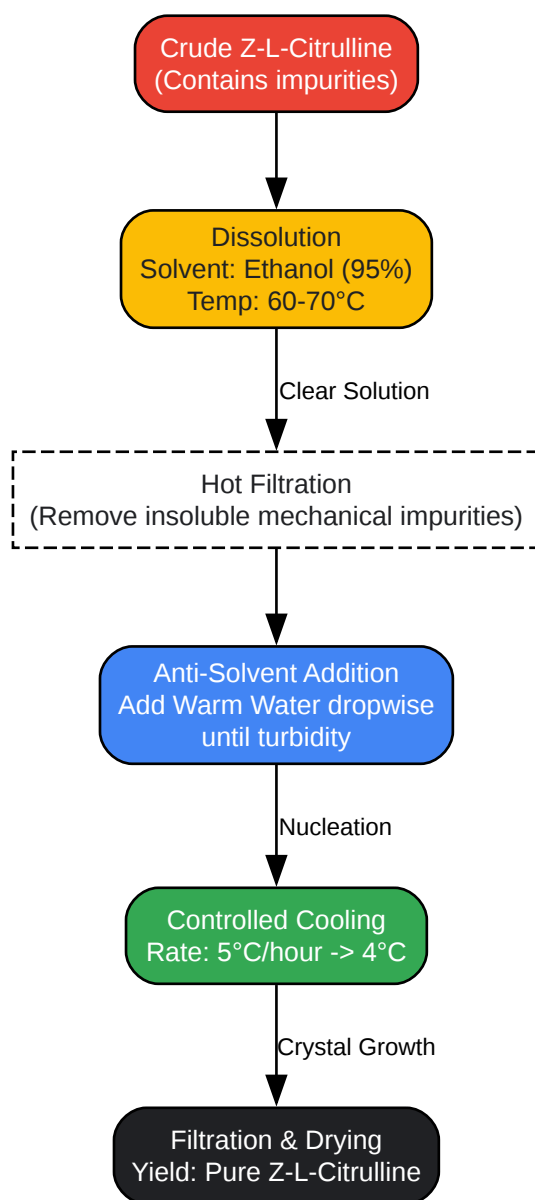 Crude Z-L-Citrulline
(Contains impurities)
Dissolution
Solvent: Ethanol (95%)
Temp: 60-70°C
Clear Solution
Hot Filtration
(Remove insoluble mechanical impurities)
Anti-Solvent Addition
Add Warm Water dropwise
until turbidity
Nucleation
Controlled Cooling
Rate: 5°C/hour -> 4°C
Crystal Growth
Filtration & Drying
Yield: Pure Z-L-Citrulline